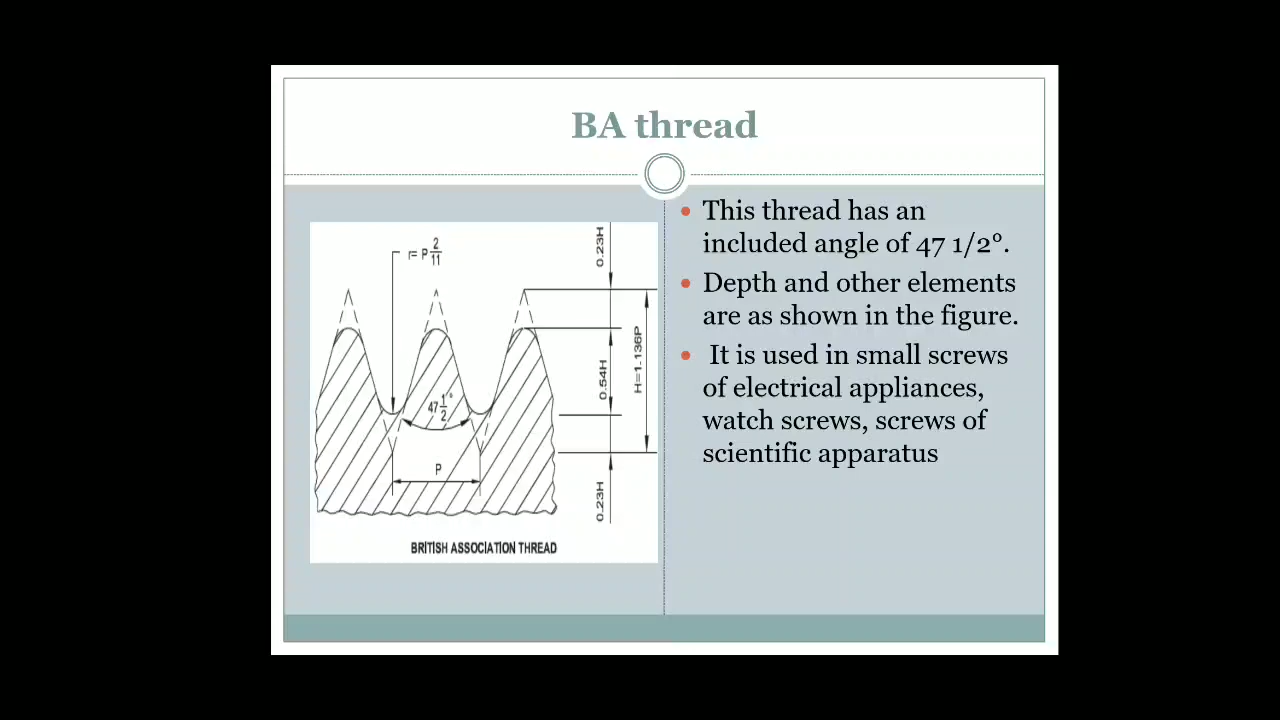 BA thread
r= P 2/11
0.23H
0.54H
H=1.136P
47 1/2°
P
0.23H
BRITISH ASSOCIATION THREAD
This thread has an
included angle of 47 1/2°.
Depth and other elements
are as shown in the figure.
It is used in small screws
of electrical appliances,
watch screws, screws of
scientific apparatus